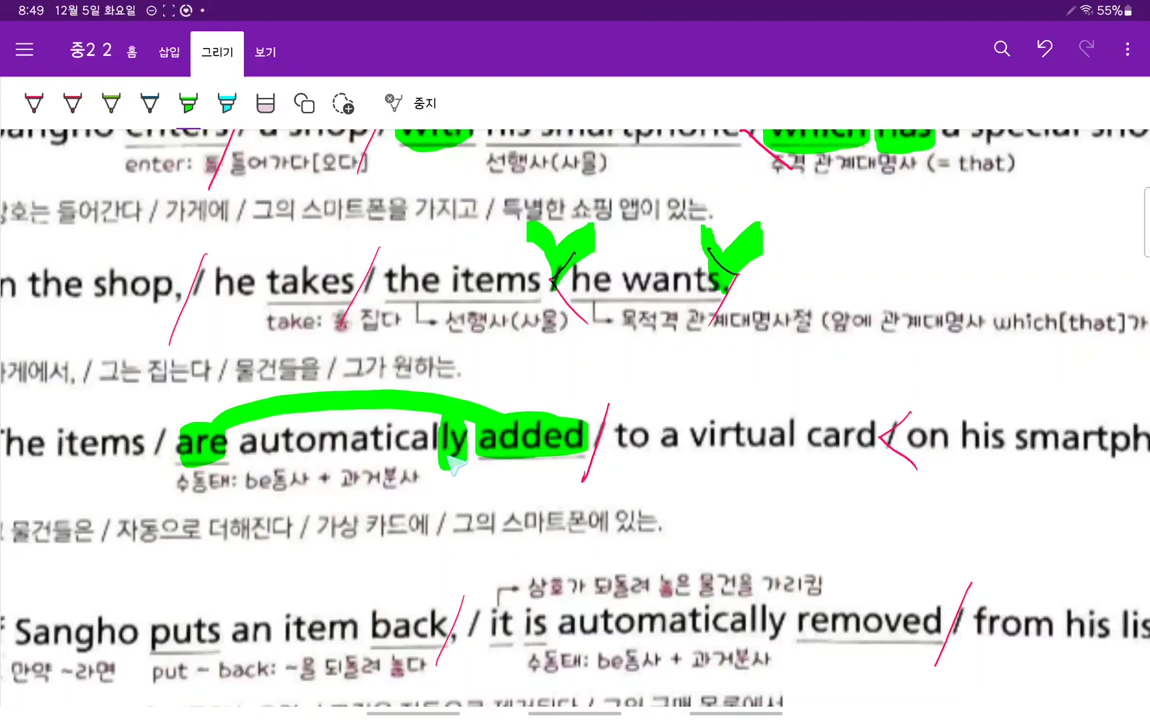 8:49 12월 5일 화요일 55%
중2 2 홈 삽입 그리기 보기
중지
enters / a shop / with his smartphone which has a special sho
enter: 들어가다[오다] 선행사(사물) 주격 관계대명사 (= that)
상호는 들어간다 / 가게에 / 그의 스마트폰을 가지고 / 특별한 쇼핑 앱이 있는.
n the shop, / he takes / the items / he wants,
take: 집다 선행사(사물) 목적격 관계대명사절 (앞에 관계대명사 which[that]가
가게에서, / 그는 집는다 / 물건들을 / 그가 원하는.
The items / are automatically added / to a virtual card / on his smartph
수동태: be동사 + 과거분사
물건들은 / 자동으로 더해진다 / 가상 카드에 / 그의 스마트폰에 있는.
상호가 되돌려 놓은 물건을 가리킴
f Sangho puts an item back, / it is automatically removed / from his lis
만약 ~라면 put ~ back: ~을 되돌려 놓다 수동태: be동사 + 과거분사